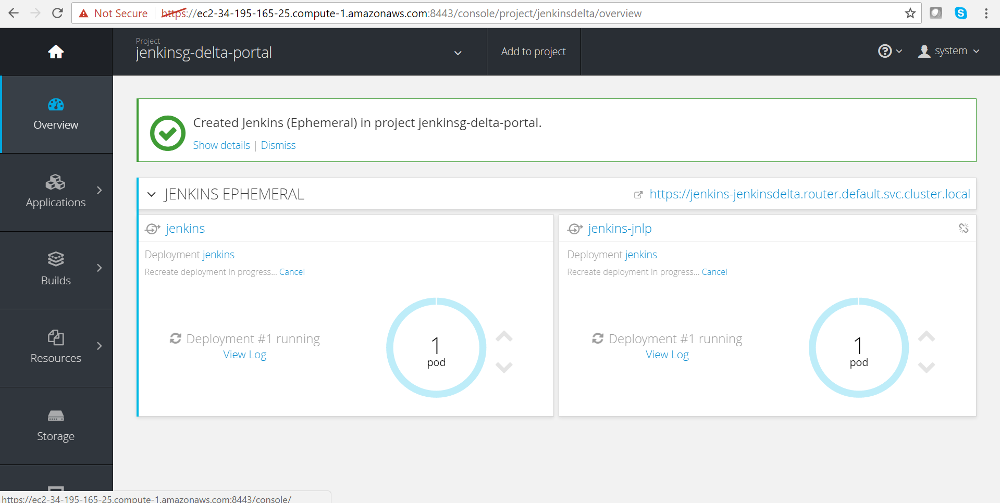 Not Secure | https://ec2-34-195-165-25.compute-1.amazonaws.com:8443/console/project/jenkinsdelta/overview
Project
jenkinsg-delta-portal
Add to project
system
Overview
Applications
Builds
Resources
Storage
Created Jenkins (Ephemeral) in project jenkinsg-delta-portal.
Show details | Dismiss
JENKINS EPHEMERAL
https://jenkins-jenkinsdelta.router.default.svc.cluster.local
jenkins
Deployment jenkins
Recreate deployment in progress... Cancel
Deployment #1 running
View Log
1
pod
jenkins-jnlp
Deployment jenkins
Recreate deployment in progress... Cancel
Deployment #1 running
View Log
1
pod
https://ec2-34-195-165-25.compute-1.amazonaws.com:8443/console/